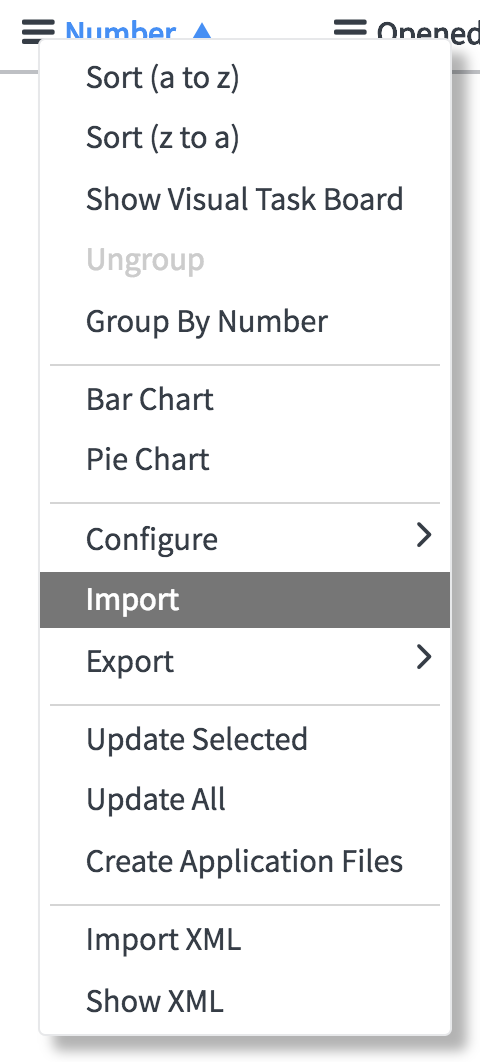 Number ▲ Opened
Sort (a to z)
Sort (z to a)
Show Visual Task Board
Ungroup
Group By Number
Bar Chart
Pie Chart
Configure
Import
Export
Update Selected
Update All
Create Application Files
Import XML
Show XML